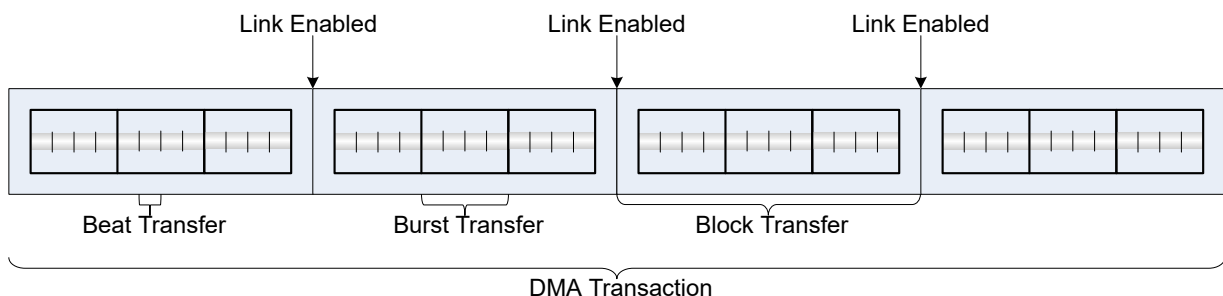 Link Enabled
Link Enabled
Link Enabled
Beat Transfer
Burst Transfer
Block Transfer
DMA Transaction